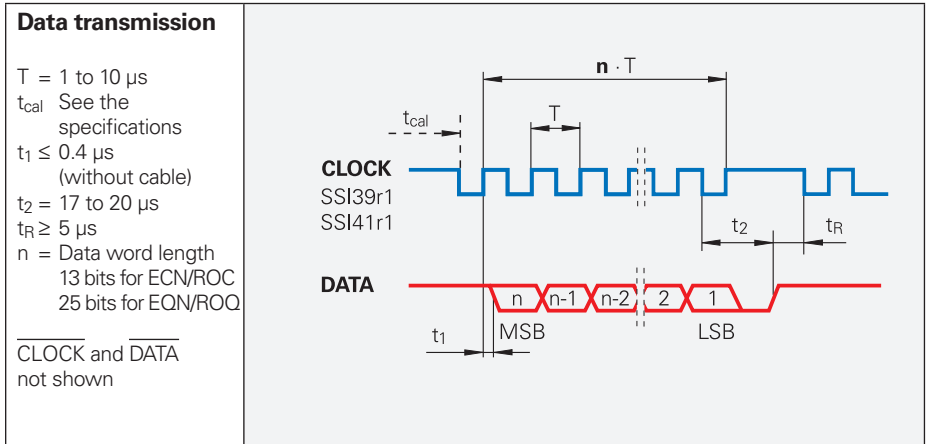 Data transmission
T = 1 to 10 µs
tcal See the
specifications
t1 ≤ 0.4 µs
(without cable)
t2 = 17 to 20 µs
tR ≥ 5 µs
n = Data word length
13 bits for ECN/ROC
25 bits for EQN/ROQ
CLOCK and DATA
not shown
n · T
tcal
T
CLOCK
SSI39r1
SSI41r1
t2
tR
DATA
n
n-1
n-2
2
1
t1
MSB
LSB